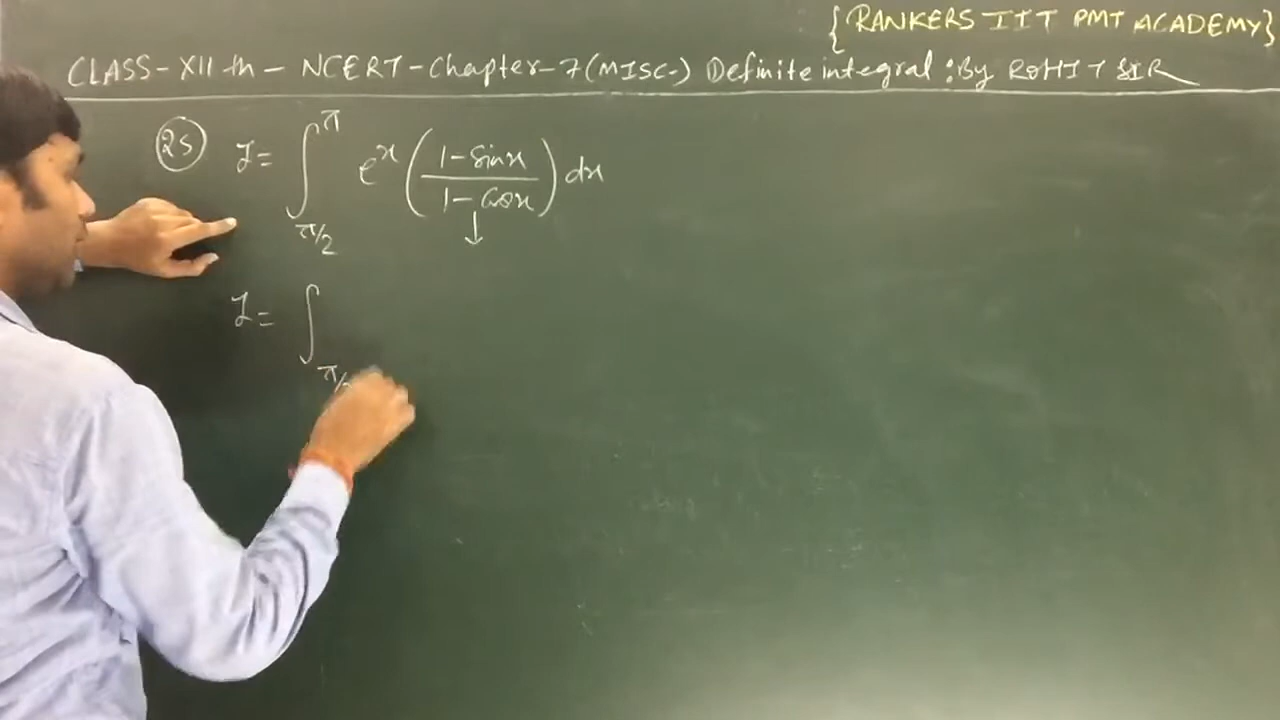 {RANKERS IIT PMT ACADEMY}
CLASS-XII th - NCERT-Chapter-7(MISC.) Definite integral : By ROHIT SIR
25 I = ∫_{π/2}^{π} e^x ( (1-Sinx) / (1-Cosx) ) dx
I = ∫_{π/2}